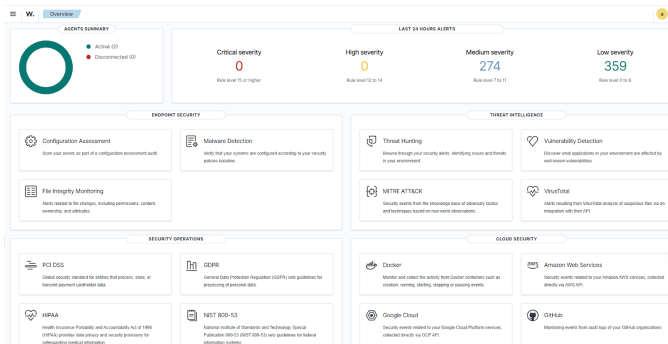 W.
Overview
AGENTS SUMMARY
Active (2)
Disconnected (0)
LAST 24 HOURS ALERTS
Critical severity
0
Rule level 15 or higher
High severity
0
Rule level 12 to 14
Medium severity
274
Rule level 7 to 11
Low severity
359
Rule level 0 to 6
ENDPOINT SECURITY
Configuration Assessment
Scan your assets as part of a configuration assessment audit.
Malware Detection
Verify that your systems are configured according to your security
policies baseline.
File Integrity Monitoring
Alerts related to file changes, including permissions, content,
ownership, and attributes.
THREAT INTELLIGENCE
Threat Hunting
Browse through your security alerts, identifying issues and threats
in your environment.
Vulnerability Detection
Discover what applications in your environment are affected by
well-known vulnerabilities.
MITRE ATT&CK
Security events from the knowledge base of adversary tactics
and techniques based on real-world observations.
VirusTotal
Alerts resulting from VirusTotal analysis of suspicious files via an
integration with their API.
SECURITY OPERATIONS
PCI DSS
Global security standard for entities that process, store, or
transmit payment cardholder data.
GDPR
General Data Protection Regulation (GDPR) sets guidelines for
processing of personal data.
HIPAA
Health Insurance Portability and Accountability Act of 1996
(HIPAA) provides data privacy and security provisions for
safeguarding medical information.
NIST 800-53
National Institute of Standards and Technology Special
Publication 800-53 (NIST 800-53) sets guidelines for federal
information systems.
CLOUD SECURITY
Docker
Monitor and collect the activity from Docker containers such as
creation, running, starting, stopping or pausing events.
aws
Amazon Web Services
Security events related to your Amazon AWS services, collected
directly via AWS API.
Google Cloud
Security events related to your Google Cloud Platform services,
collected directly via GCP API.
GitHub
Monitoring events from audit logs of your GitHub organizations.